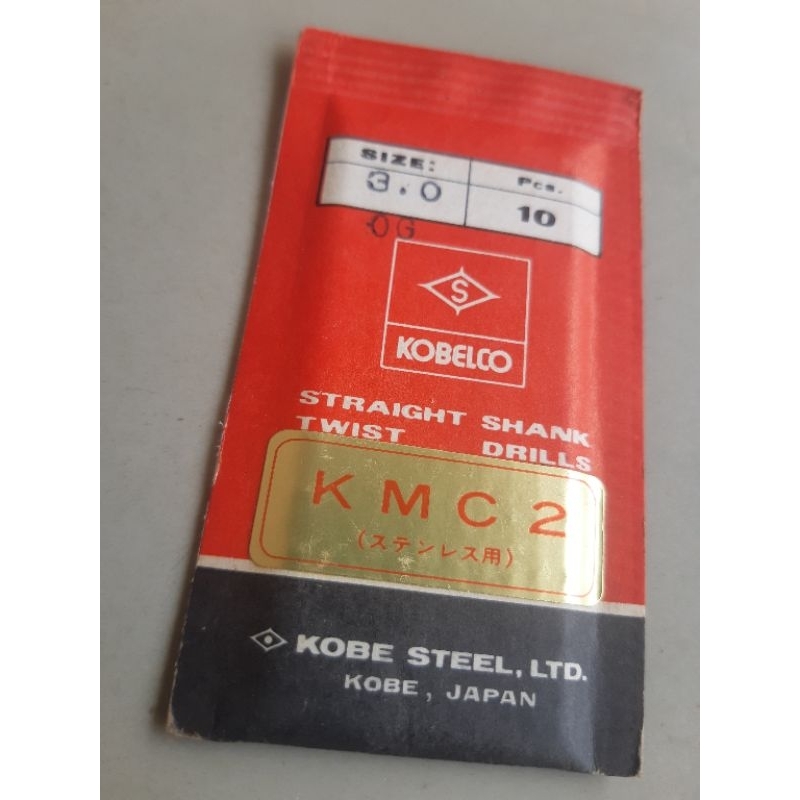 SIZE: Pcs.
3.0 10
OG
S
KOBELCO
STRAIGHT SHANK
TWIST DRILLS
KMC2
(ステンレス用)
KOBE STEEL, LTD.
KOBE, JAPAN